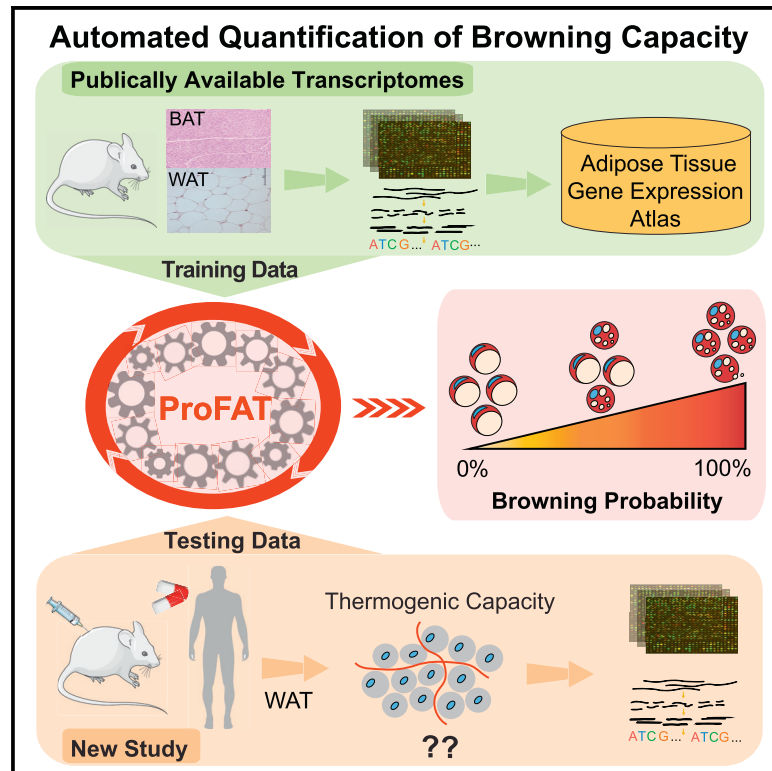 Automated Quantification of Browning Capacity
Publically Available Transcriptomes
BAT
WAT
ATCG... ATCG...
Adipose Tissue
Gene Expression
Atlas
Training Data
ProFAT
0%
100%
Browning Probability
Testing Data
Thermogenic Capacity
WAT
??
ATCG... ATCG...
New Study